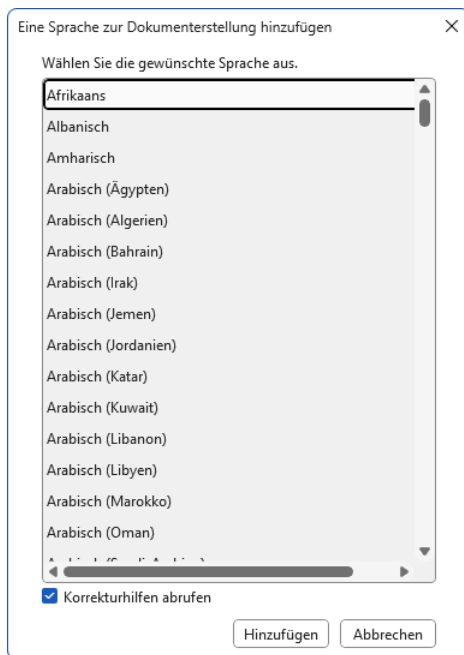 Eine Sprache zur Dokumenterstellung hinzufügen
Wählen Sie die gewünschte Sprache aus.
Afrikaans
Albanisch
Amharisch
Arabisch (Ägypten)
Arabisch (Algerien)
Arabisch (Bahrain)
Arabisch (Irak)
Arabisch (Jemen)
Arabisch (Jordanien)
Arabisch (Katar)
Arabisch (Kuwait)
Arabisch (Libanon)
Arabisch (Libyen)
Arabisch (Marokko)
Arabisch (Oman)
Korrekturhilfen abrufen
Hinzufügen Abbrechen